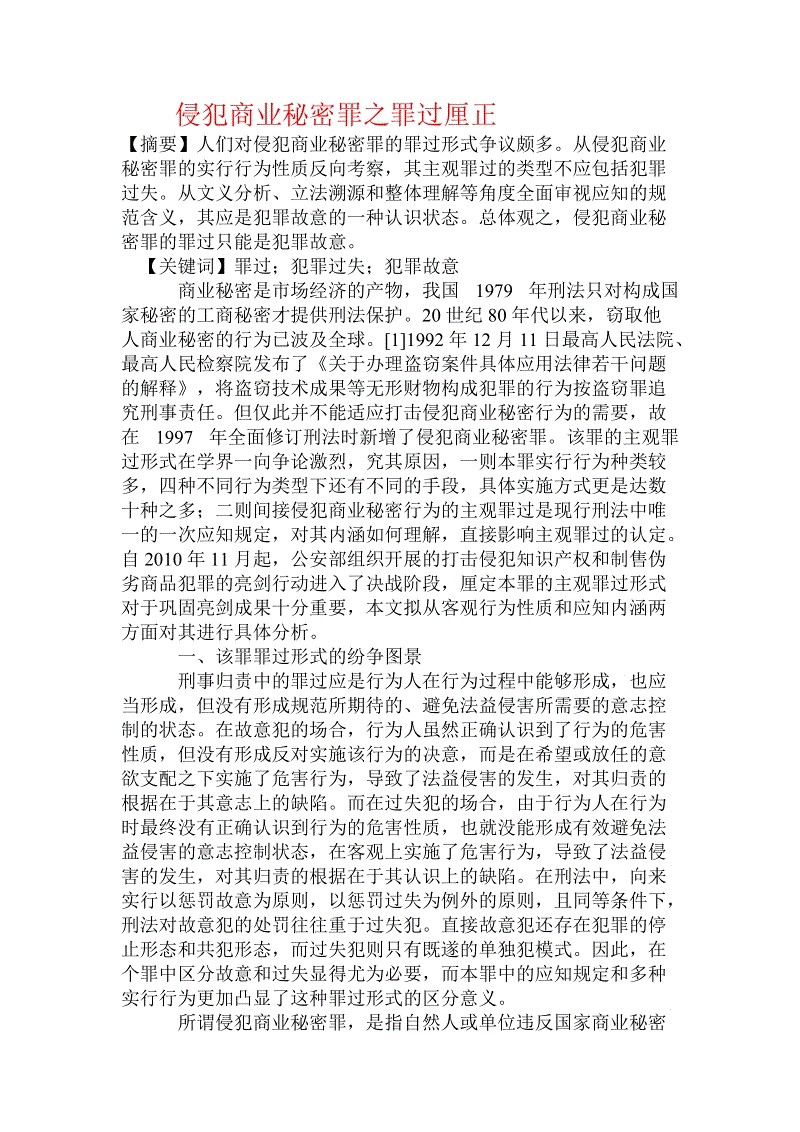 侵犯商业秘密罪之罪过厘正
【摘要】人们对侵犯商业秘密罪的罪过形式争议颇多。从侵犯商业
秘密罪的实行行为性质反向考察，其主观罪过的类型不应包括犯罪
过失。从文义分析、立法溯源和整体理解等角度全面审视应知的规
范含义，其应是犯罪故意的一种认识状态。总体观之，侵犯商业秘
密罪的罪过只能是犯罪故意。
【关键词】罪过；犯罪过失；犯罪故意
商业秘密是市场经济的产物，我国 1979 年刑法只对构成国
家秘密的工商秘密才提供刑法保护。20 世纪 80 年代以来，窃取他
人商业秘密的行为已波及全球。[1]1992 年 12 月 11 日最高人民法院、
最高人民检察院发布了《关于办理盗窃案件具体应用法律若干问题
的解释》，将盗窃技术成果等无形财物构成犯罪的行为按盗窃罪追
究刑事责任。但仅此并不能适应打击侵犯商业秘密行为的需要，故
在 1997 年全面修订刑法时新增了侵犯商业秘密罪。该罪的主观罪
过形式在学界一向争论激烈，究其原因，一则本罪实行行为种类较
多，四种不同行为类型下还有不同的手段，具体实施方式更是达数
十种之多；二则间接侵犯商业秘密行为的主观罪过是现行刑法中唯
一的一次应知规定，对其内涵如何理解，直接影响主观罪过的认定。
自 2010 年 11 月起，公安部组织开展的打击侵犯知识产权和制售伪
劣商品犯罪的亮剑行动进入了决战阶段，厘定本罪的主观罪过形式
对于巩固亮剑成果十分重要，本文拟从客观行为性质和应知内涵两
方面对其进行具体分析。
一、该罪罪过形式的纷争图景
刑事归责中的罪过应是行为人在行为过程中能够形成，也应
当形成，但没有形成规范所期待的、避免法益侵害所需要的意志控
制的状态。在故意犯的场合，行为人虽然正确认识到了行为的危害
性质，但没有形成反对实施该行为的决意，而是在希望或放任的意
欲支配之下实施了危害行为，导致了法益侵害的发生，对其归责的
根据在于其意志上的缺陷。而在过失犯的场合，由于行为人在行为
时最终没有正确认识到行为的危害性质，也就没能形成有效避免法
益侵害的意志控制状态，在客观上实施了危害行为，导致了法益侵
害的发生，对其归责的根据在于其认识上的缺陷。在刑法中，向来
实行以惩罚故意为原则，以惩罚过失为例外的原则，且同等条件下，
刑法对故意犯的处罚往往重于过失犯。直接故意犯还存在犯罪的停
止形态和共犯形态，而过失犯则只有既遂的单独犯模式。因此，在
个罪中区分故意和过失显得尤为必要，而本罪中的应知规定和多种
实行行为更加凸显了这种罪过形式的区分意义。
所谓侵犯商业秘密罪，是指自然人或单位违反国家商业秘密